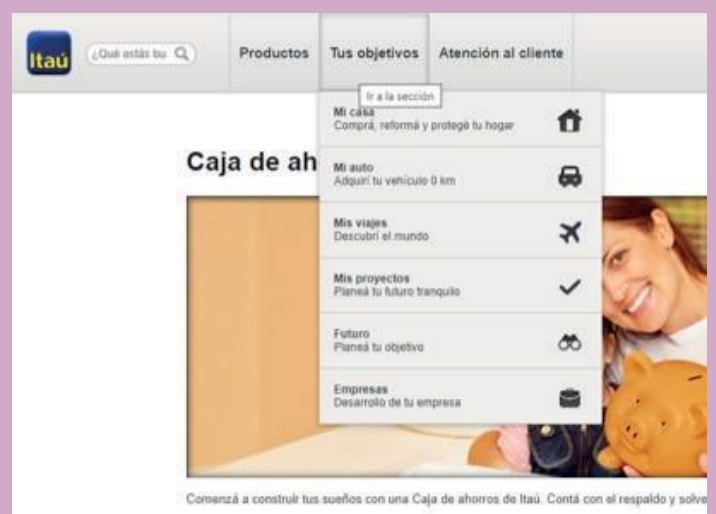 Itaú
¿Qué estás bu
Productos
Tus objetivos
Atención al cliente
Ir a la sección
Mi casa
Comprá, reformá y protegé tu hogar
Caja de ah
Mi auto
Adquirí tu vehículo 0 km
Mis viajes
Descubrí el mundo
Mis proyectos
Planeá tu futuro tranquilo
Futuro
Planeá tu objetivo
Empresas
Desarrollo de tu empresa
Comenzá a construir tus sueños con una Caja de ahorros de Itaú. Contá con el respaldo y solve